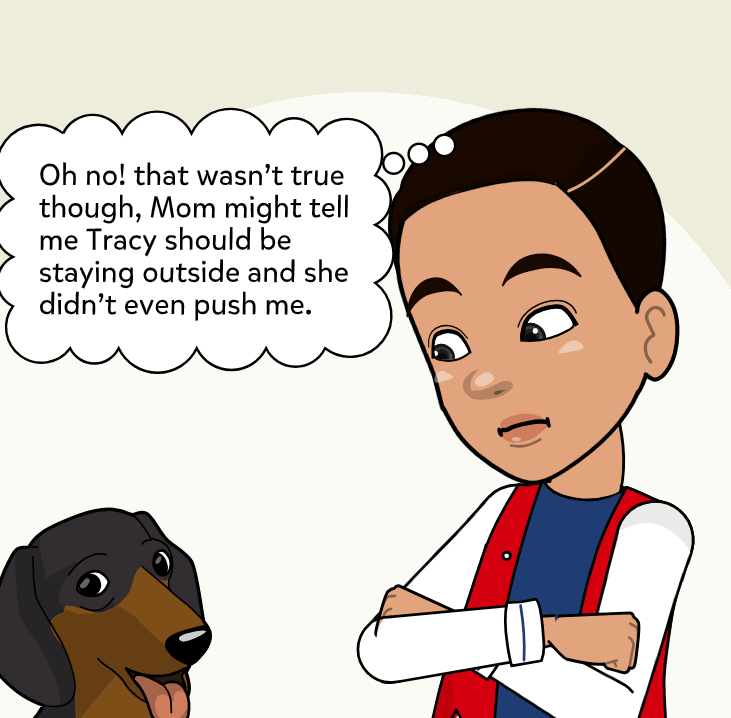 Oh no! that wasn't true
though, Mom might tell
me Tracy should be
staying outside and she
didn't even push me.